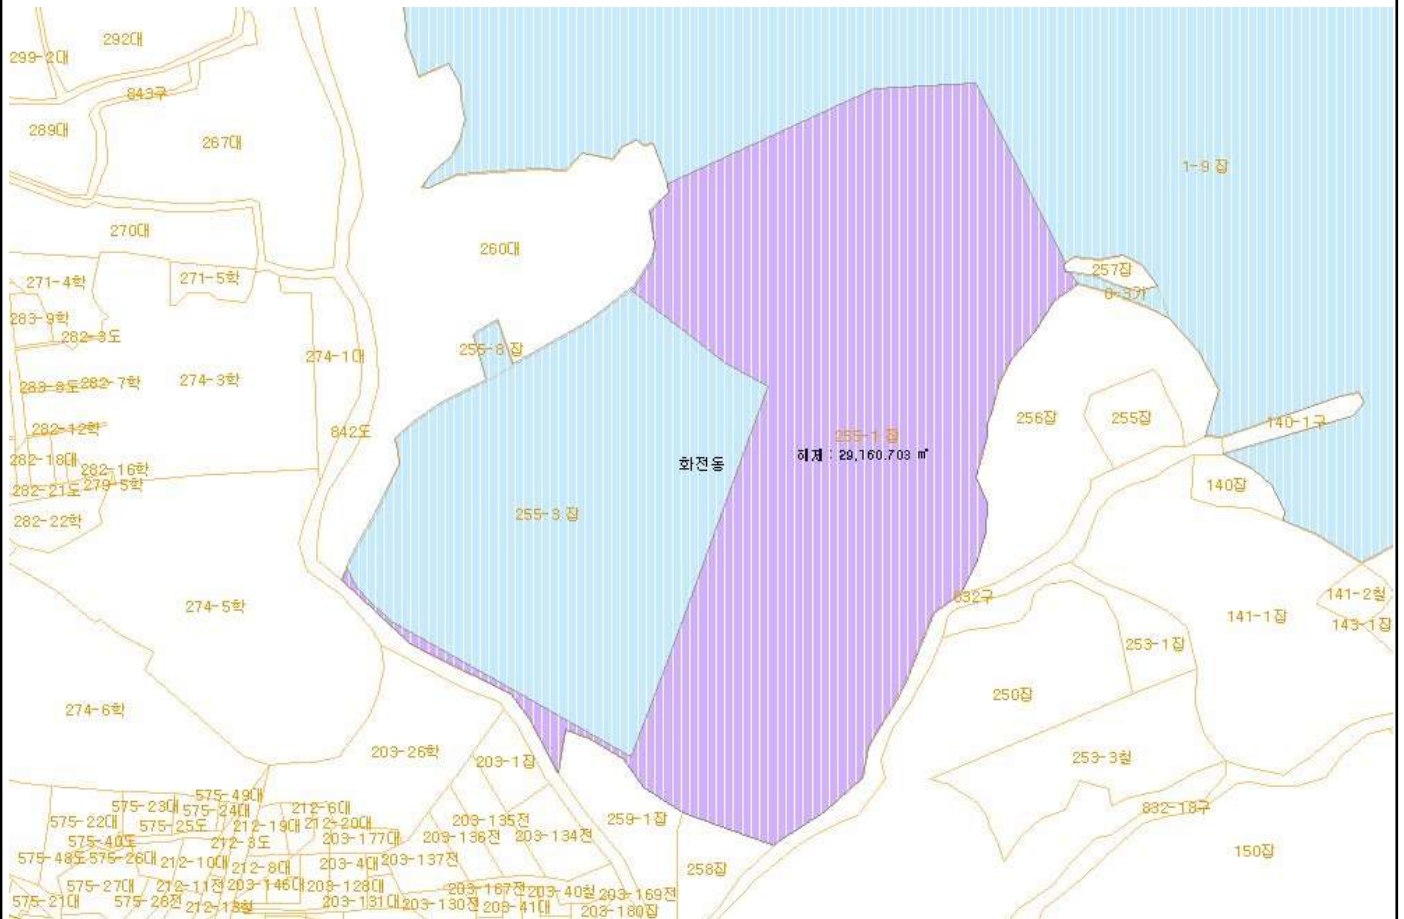 292대
299-2대
843구
289대
267대
1-9 잡
270대
260대
271-4학
271-5학
257잡
283-9학
282-3도
274-1대
255-8 잡
282-7학
274-3학
282-12학
842도
256잡
255잡
140-1구
255-1 잡
해제 : 29,160.703 ㎡
화전동
282-18대
282-16학
282-21도
279-5학
140잡
282-22학
255-3 잡
832구
274-5학
141-2철
141-1잡
143-1잡
253-1잡
250잡
274-6학
203-26학
203-1잡
253-3철
575-49대
575-23대
575-24대
212-6대
832-18구
575-22대
575-25도
212-19대
212-20대
203-135전
259-1잡
575-40도
212-3도
203-177대
203-136전
203-134전
150잡
575-48도
575-26대
212-10대
212-8대
203-4대
203-137전
258잡
575-27대
212-11전
203-146대
203-128대
203-167전
203-40철
203-169전
575-21대
575-28전
212-18철
203-131대
203-130전
203-41대
203-180잡